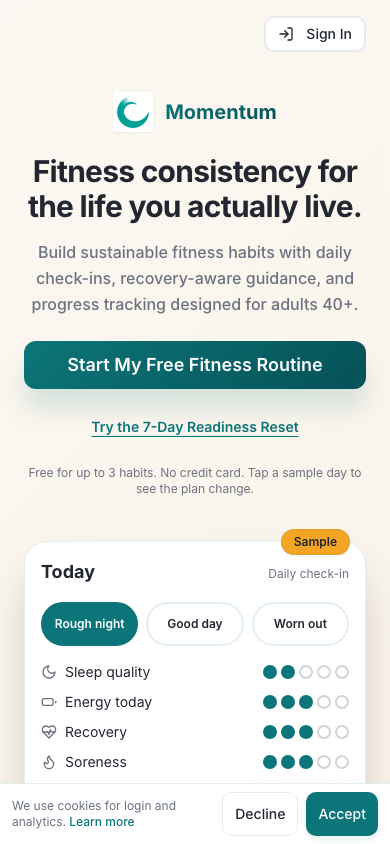 Sign In
Momentum
Fitness consistency for
the life you actually live.
Build sustainable fitness habits with daily
check-ins, recovery-aware guidance, and
progress tracking designed for adults 40+.
Start My Free Fitness Routine
Try the 7-Day Readiness Reset
Free for up to 3 habits. No credit card. Tap a sample day to
see the plan change.
Sample
Today
Daily check-in
Rough night
Good day
Worn out
Sleep quality
Energy today
Recovery
Soreness
We use cookies for login and
analytics. Learn more
Decline
Accept